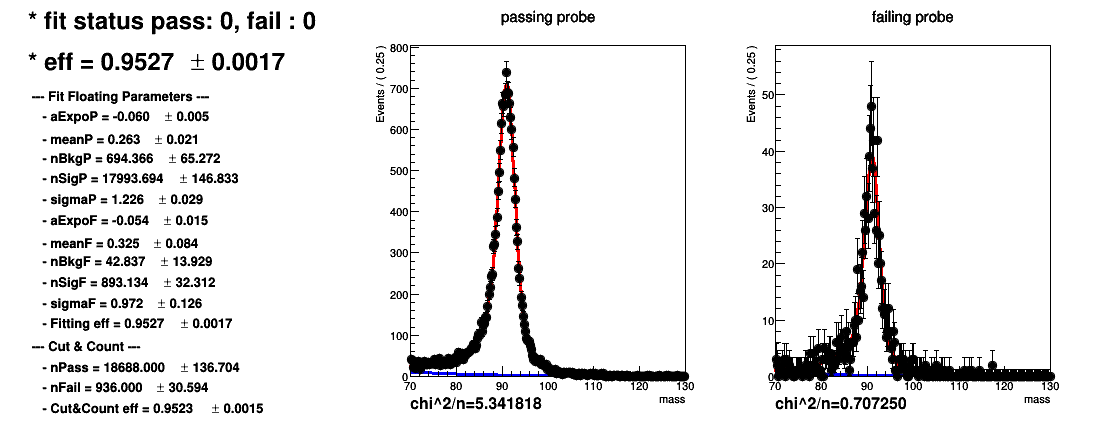 * fit status pass: 0, fail : 0
* eff = 0.9527 ± 0.0017
--- Fit Floating Parameters ---
- aExpoP = -0.060 ± 0.005
- meanP = 0.263 ± 0.021
- nBkgP = 694.366 ± 65.272
- nSigP = 17993.694 ± 146.833
- sigmaP = 1.226 ± 0.029
- aExpoF = -0.054 ± 0.015
- meanF = 0.325 ± 0.084
- nBkgF = 42.837 ± 13.929
- nSigF = 893.134 ± 32.312
- sigmaF = 0.972 ± 0.126
- Fitting eff = 0.9527 ± 0.0017
--- Cut & Count ---
- nPass = 18688.000 ± 136.704
- nFail = 936.000 ± 30.594
- Cut&Count eff = 0.9523 ± 0.0015
passing probe
Events / ( 0.25 )
800
700
600
500
400
300
200
100
0
70 80 90 100 110 120 130
mass
chi^2/n=5.341818
failing probe
Events / ( 0.25 )
50
40
30
20
10
0
70 80 90 100 110 120 130
mass
chi^2/n=0.707250